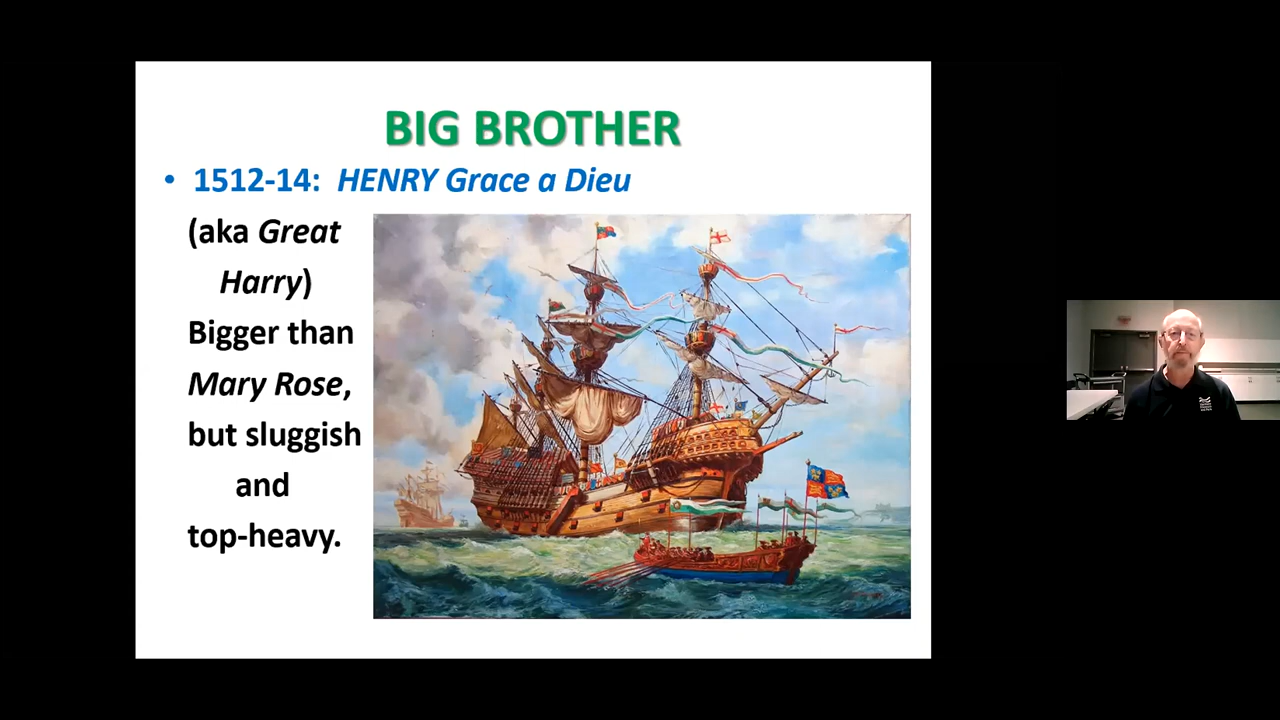 BIG BROTHER
• 1512-14: HENRY Grace a Dieu
(aka Great
Harry)
Bigger than
Mary Rose,
but sluggish
and
top-heavy.